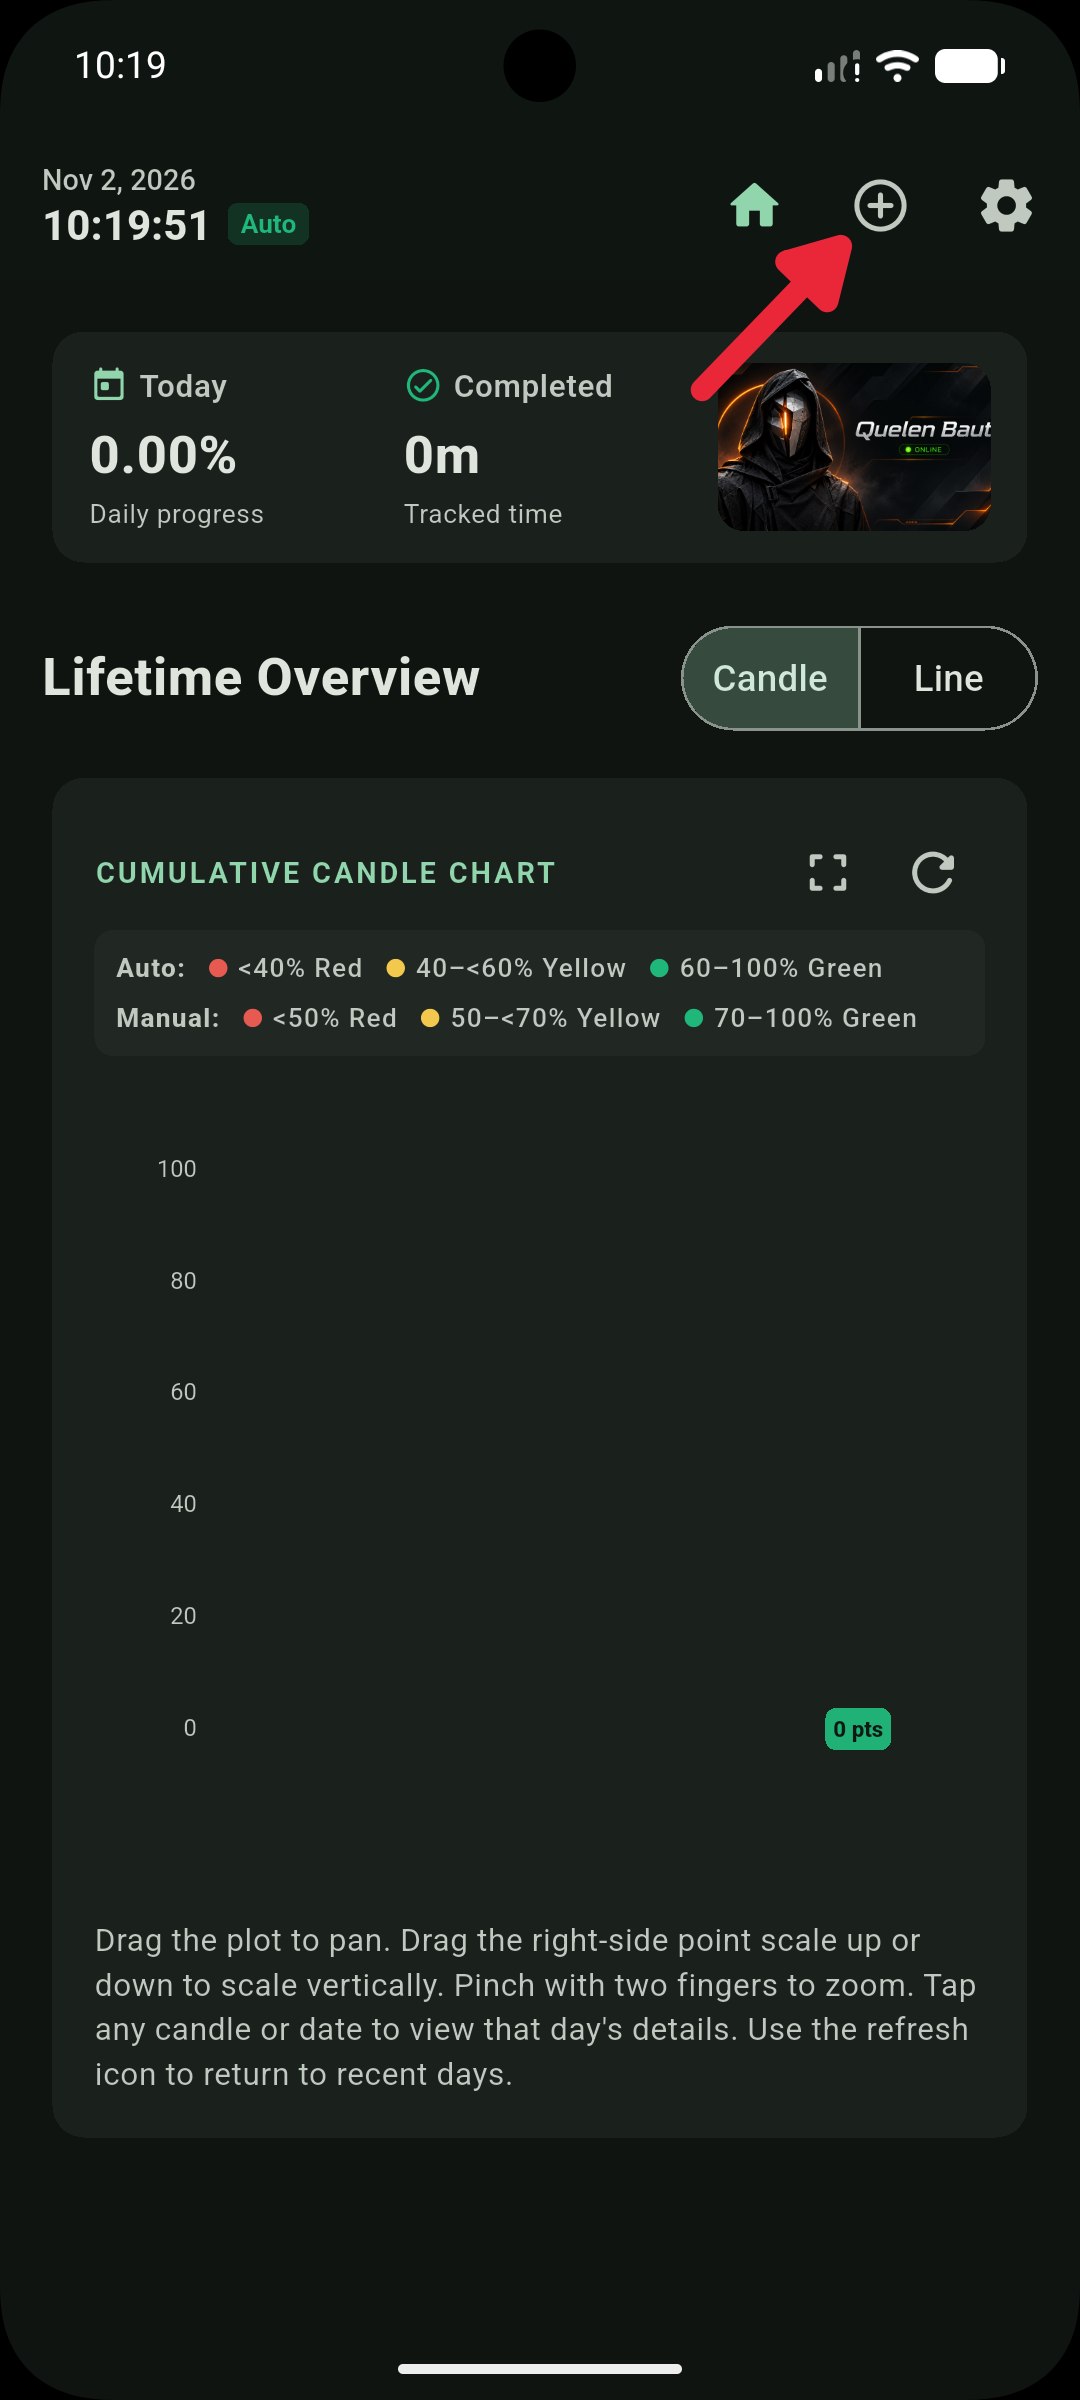 10:19
Nov 2, 2026
10:19:51 Auto
Today
0.00%
Daily progress
Completed
0m
Tracked time
Quelen Baut
ONLINE
Lifetime Overview
Candle Line
CUMULATIVE CANDLE CHART
Auto: <40% Red 40–<60% Yellow 60–100% Green
Manual: <50% Red 50–<70% Yellow 70–100% Green
100
80
60
40
20
0
0 pts
Drag the plot to pan. Drag the right-side point scale up or
down to scale vertically. Pinch with two fingers to zoom. Tap
any candle or date to view that day's details. Use the refresh
icon to return to recent days.